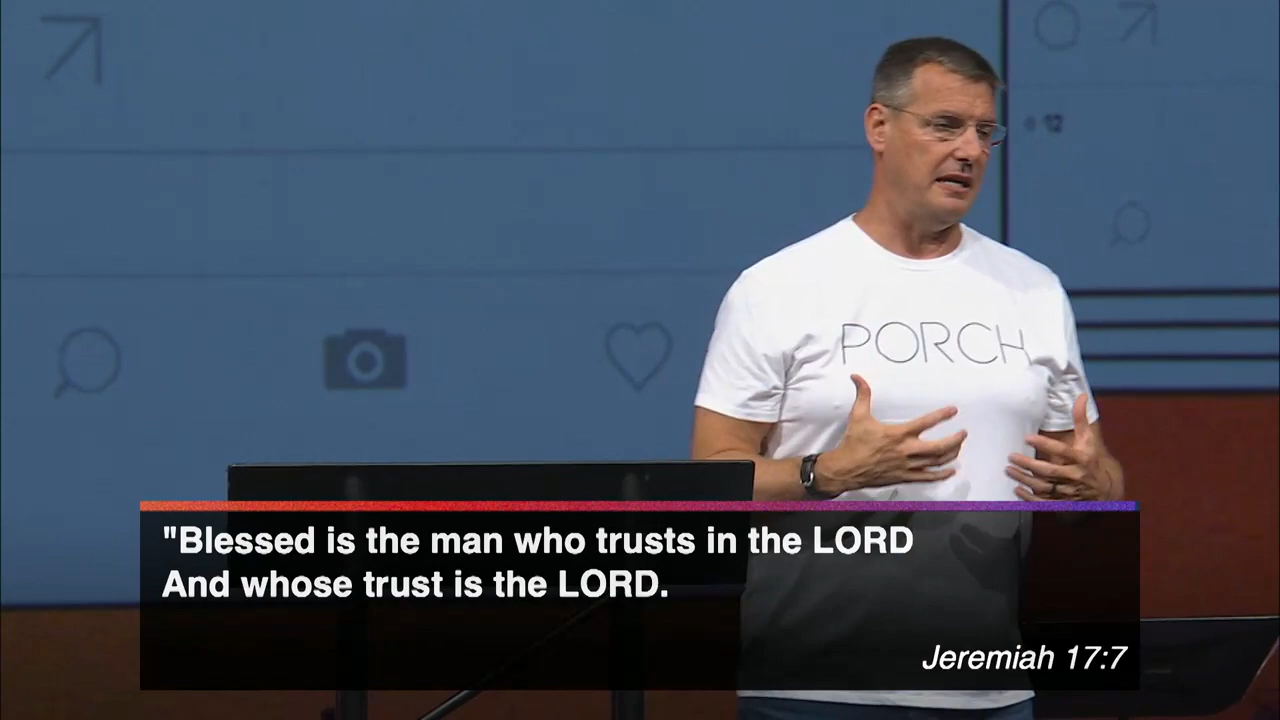 12
PORCH
"Blessed is the man who trusts in the LORD
And whose trust is the LORD.
Jeremiah 17:7